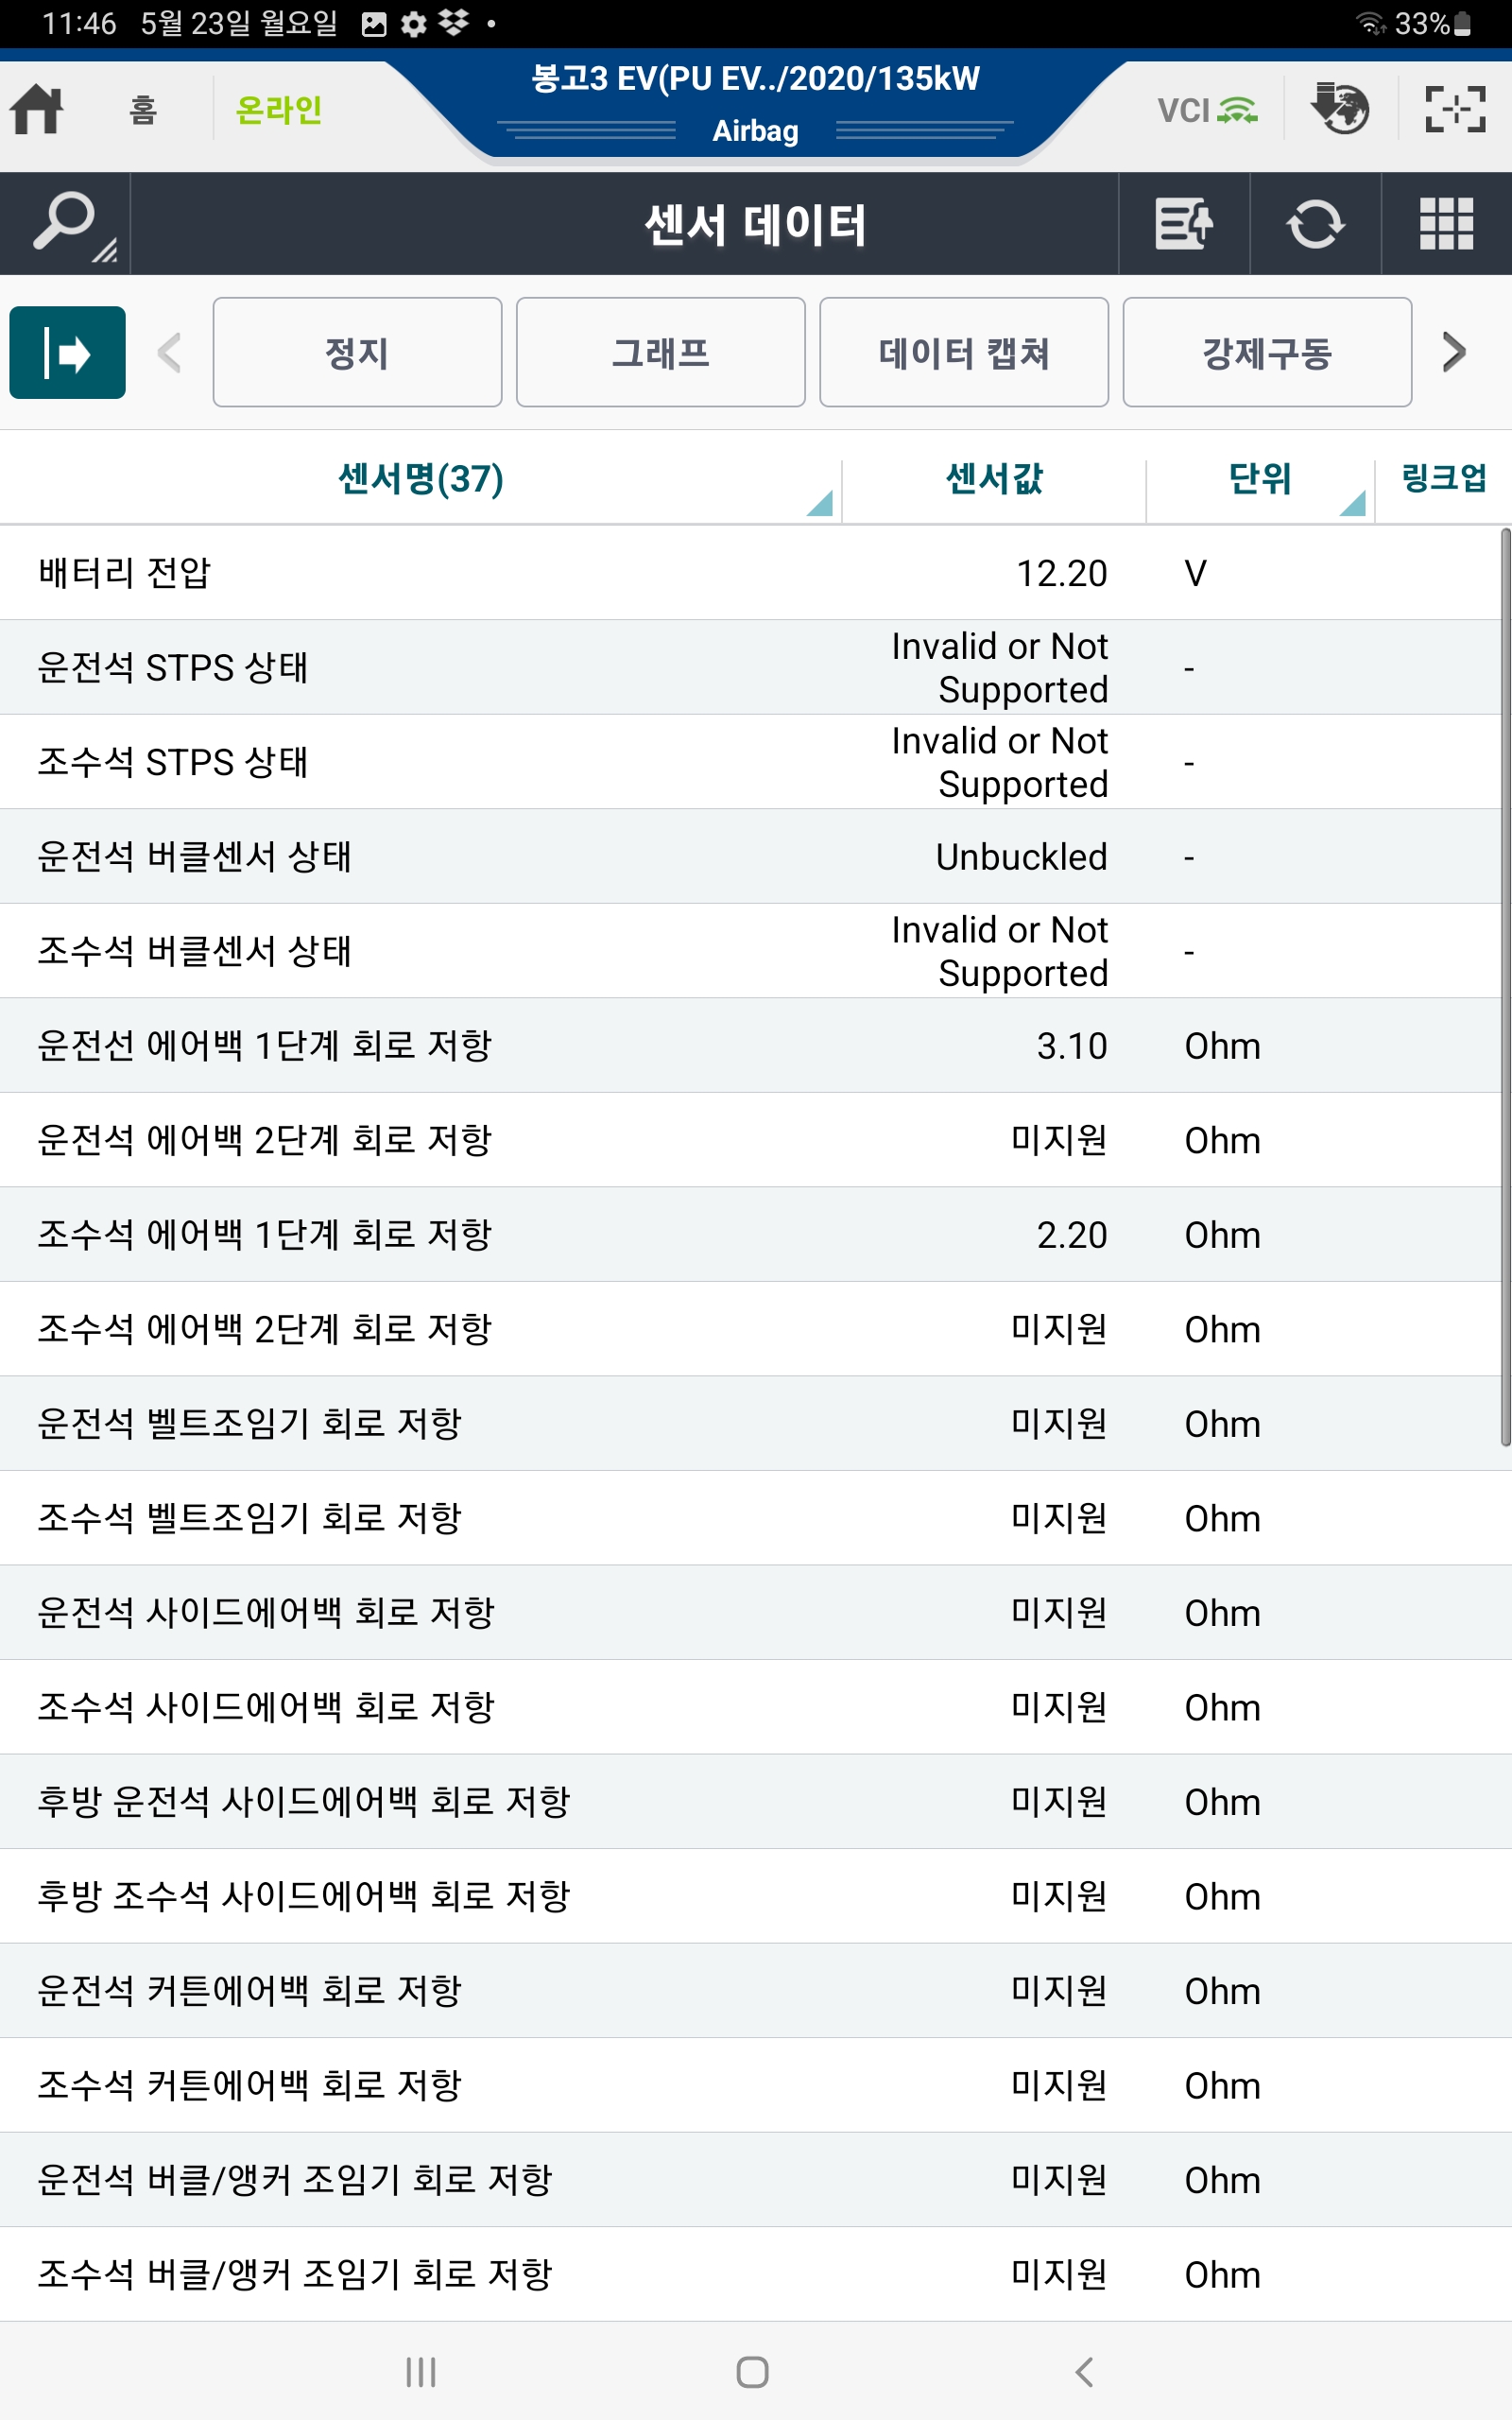 11:46 5월 23일 월요일
33%
홈
온라인
봉고3 EV(PU EV../2020/135kW
Airbag
VCI
센서 데이터
정지
그래프
데이터 캡쳐
강제구동
센서명(37) 센서값 단위 링크업
배터리 전압 12.20 V
운전석 STPS 상태 Invalid or Not Supported -
조수석 STPS 상태 Invalid or Not Supported -
운전석 버클센서 상태 Unbuckled -
조수석 버클센서 상태 Invalid or Not Supported -
운전선 에어백 1단계 회로 저항 3.10 Ohm
운전석 에어백 2단계 회로 저항 미지원 Ohm
조수석 에어백 1단계 회로 저항 2.20 Ohm
조수석 에어백 2단계 회로 저항 미지원 Ohm
운전석 벨트조임기 회로 저항 미지원 Ohm
조수석 벨트조임기 회로 저항 미지원 Ohm
운전석 사이드에어백 회로 저항 미지원 Ohm
조수석 사이드에어백 회로 저항 미지원 Ohm
후방 운전석 사이드에어백 회로 저항 미지원 Ohm
후방 조수석 사이드에어백 회로 저항 미지원 Ohm
운전석 커튼에어백 회로 저항 미지원 Ohm
조수석 커튼에어백 회로 저항 미지원 Ohm
운전석 버클/앵커 조임기 회로 저항 미지원 Ohm
조수석 버클/앵커 조임기 회로 저항 미지원 Ohm